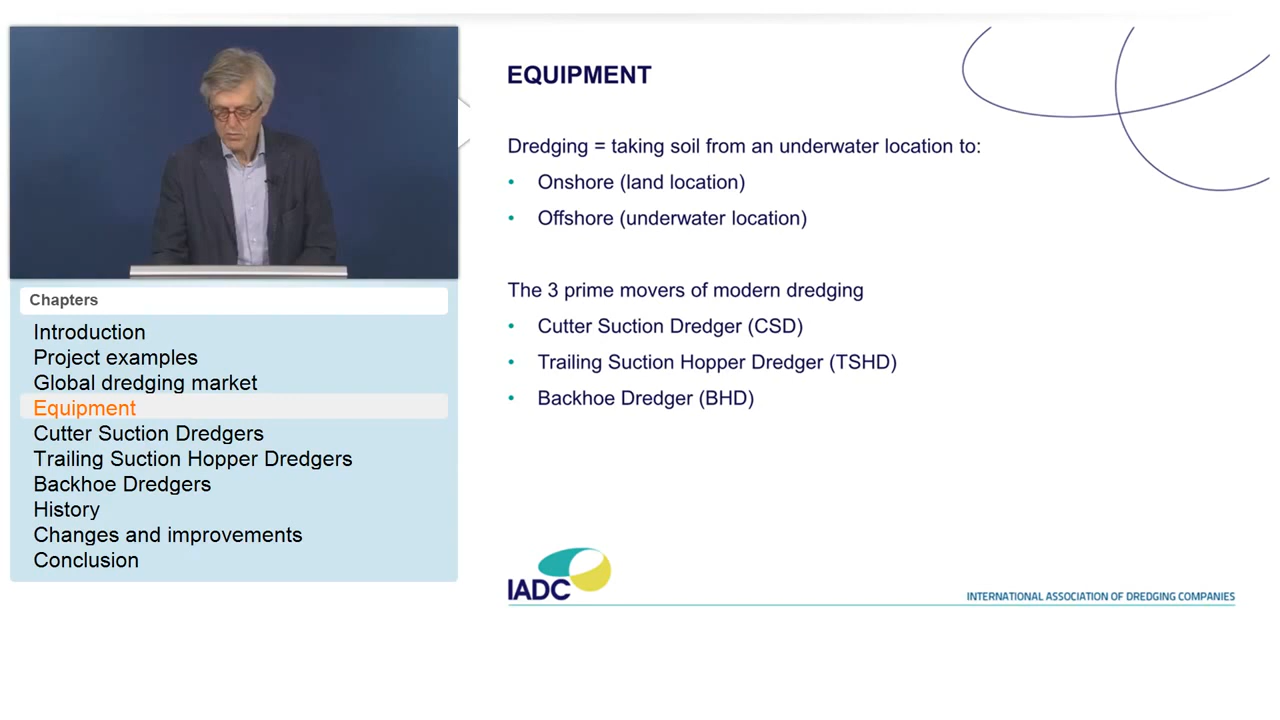 Chapters
Introduction
Project examples
Global dredging market
Equipment
Cutter Suction Dredgers
Trailing Suction Hopper Dredgers
Backhoe Dredgers
History
Changes and improvements
Conclusion
EQUIPMENT
Dredging = taking soil from an underwater location to:
• Onshore (land location)
• Offshore (underwater location)
The 3 prime movers of modern dredging
• Cutter Suction Dredger (CSD)
• Trailing Suction Hopper Dredger (TSHD)
• Backhoe Dredger (BHD)
IADC
INTERNATIONAL ASSOCIATION OF DREDGING COMPANIES